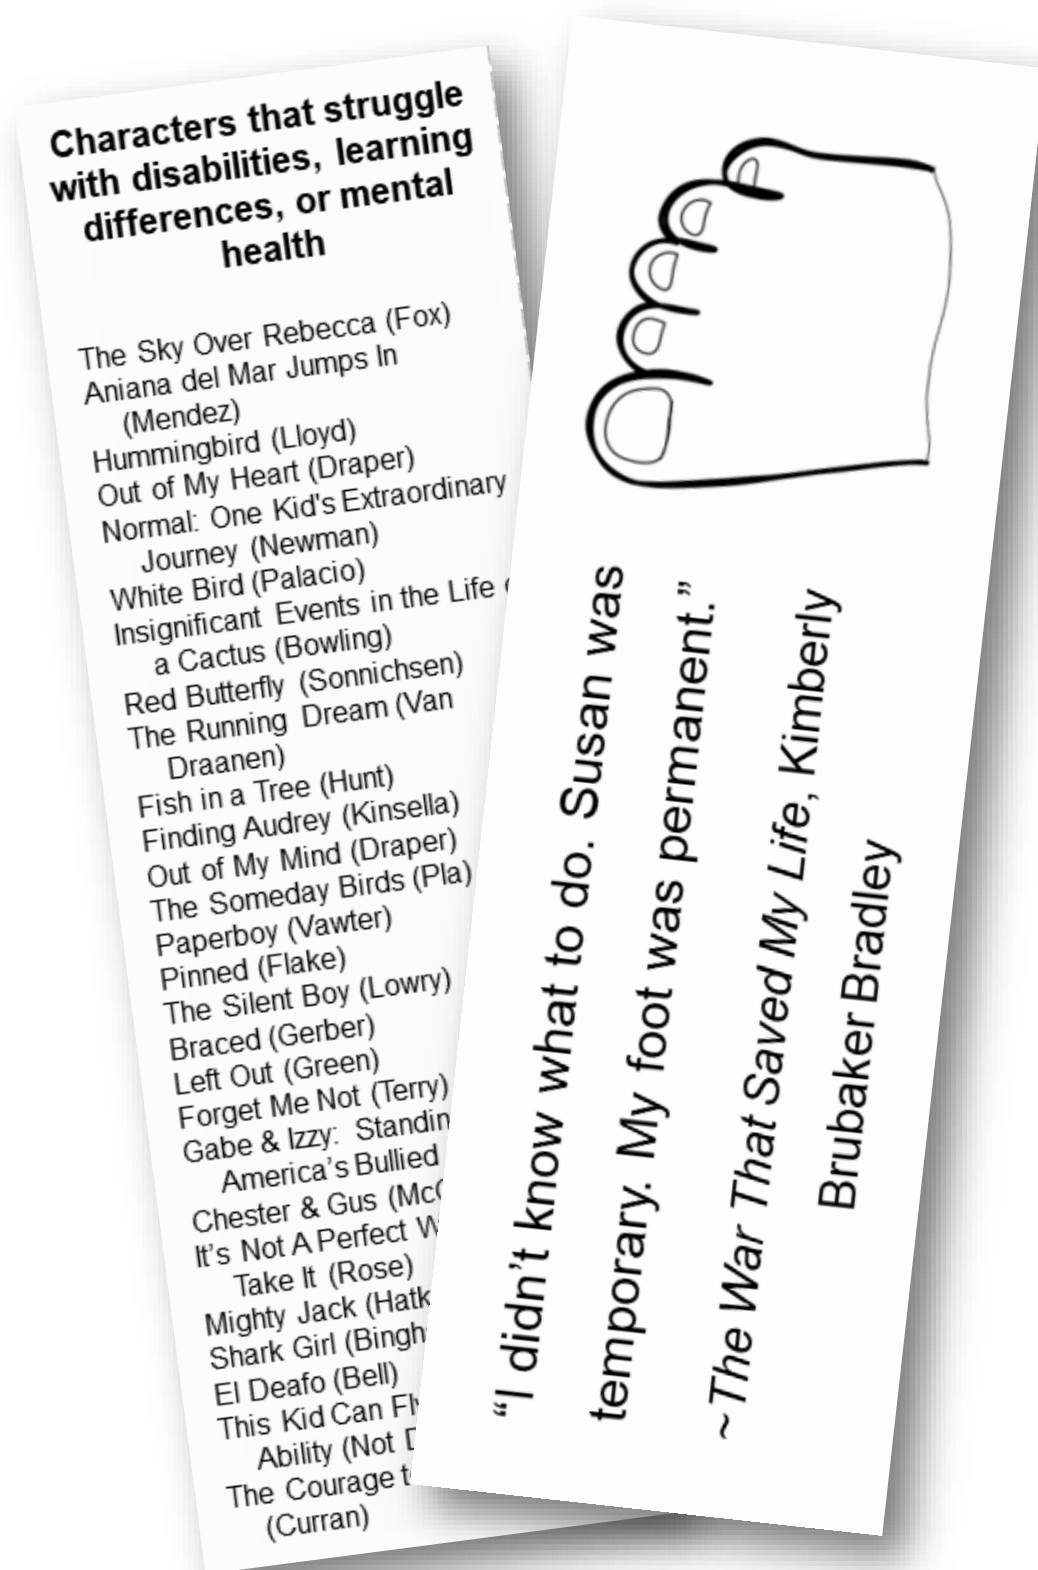 Characters that struggle
with disabilities, learning
differences, or mental
health
The Sky Over Rebecca (Fox)
Aniana del Mar Jumps In
(Mendez)
Hummingbird (Lloyd)
Out of My Heart (Draper)
Normal: One Kid's Extraordinary
Journey (Newman)
White Bird (Palacio)
Insignificant Events in the Life
a Cactus (Bowling)
Red Butterfly (Sonnichsen)
The Running Dream (Van
Draanen)
Fish in a Tree (Hunt)
Finding Audrey (Kinsella)
Out of My Mind (Draper)
The Someday Birds (Pla)
Paperboy (Vawter)
Pinned (Flake)
The Silent Boy (Lowry)
Braced (Gerber)
Left Out (Green)
Forget Me Not (Terry)
Gabe & Izzy: Standin
America’s Bullied
Chester & Gus (Mc
It’s Not A Perfect W
Take It (Rose)
Mighty Jack (Hatk
Shark Girl (Bingh
El Deafo (Bell)
This Kid Can Fly
Ability (Not D
The Courage t
(Curran)
“I didn’t know what to do. Susan was
temporary. My foot was permanent.”
~The War That Saved My Life, Kimberly
Brubaker Bradley